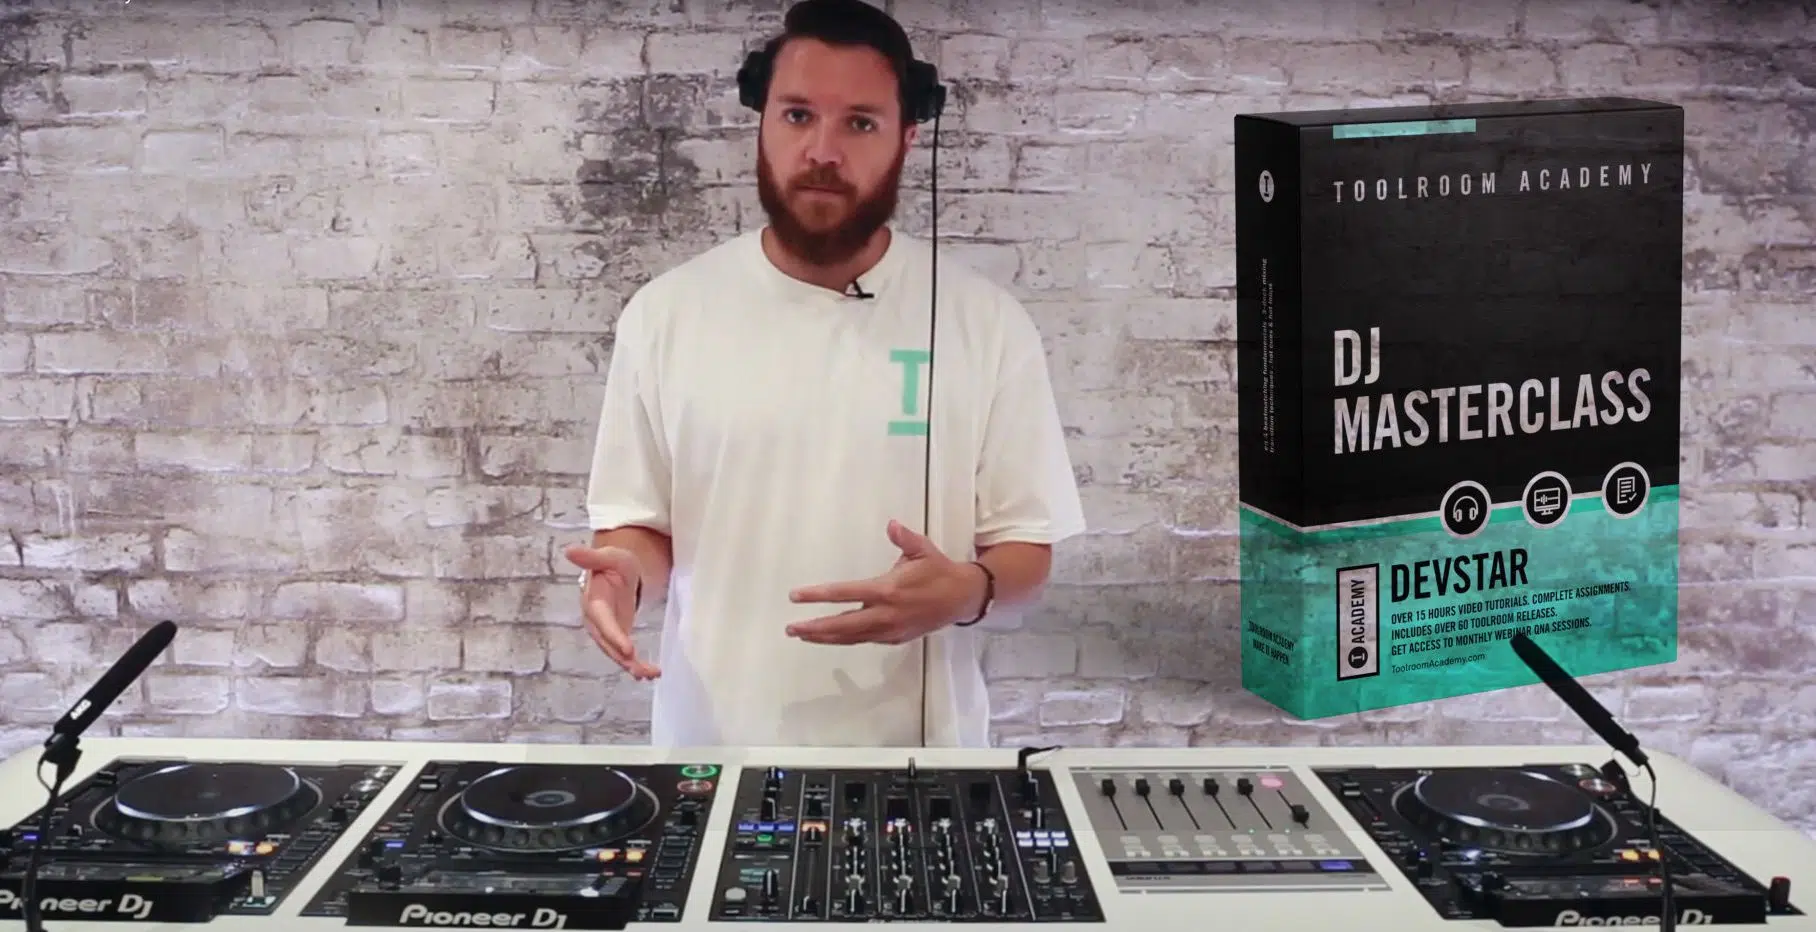 TOOLROOM ACADEMY
DJ
MASTERCLASS
T
ACADEMY
DEVSTAR
OVER 15 HOURS VIDEO TUTORIALS. COMPLETE ASSIGNMENTS.
INCLUDES OVER 60 TOOLROOM RELEASES.
GET ACCESS TO MONTHLY WEBINAR QNA SESSIONS.
ToolroomAcademy.com
TOOLROOM ACADEMY
MAKE IT HAPPEN.
AKG
Pioneer DJ
Pioneer DJ
Pioneer DJ